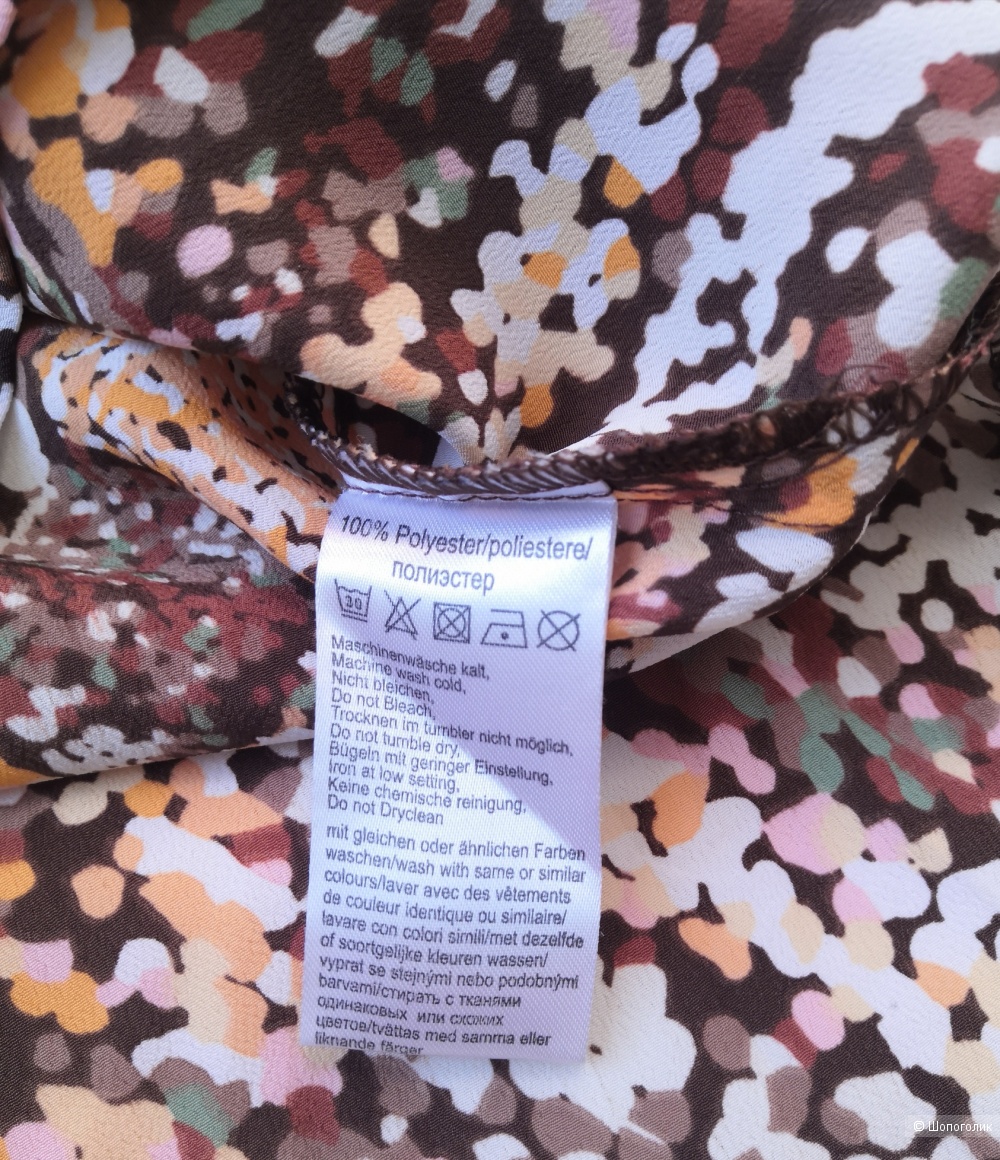 100% Polyester/poliestere/
полиэстер
30
Maschinenwäsche kalt,
Machine wash cold,
Nicht bleichen,
Do not Bleach,
Trocknen im tumbler nicht möglich,
Do not tumble dry,
Bügeln mit geringer Einstellung,
Iron at low setting,
Keine chemische reinigung,
Do not Dryclean
mit gleichen oder ähnlichen Farben
waschen/wash with same or similar
colours/laver avec des vêtements
de couleur identique ou similaire/
lavare con colori simili/met dezelfde
of soortgelijke kleuren wassen/
vyprat se stejnými nebo podobnými
barvami/стирать с тканями
одинаковых или схожих
цветов/tvättas med samma eller
liknande färger
© Шопоголик